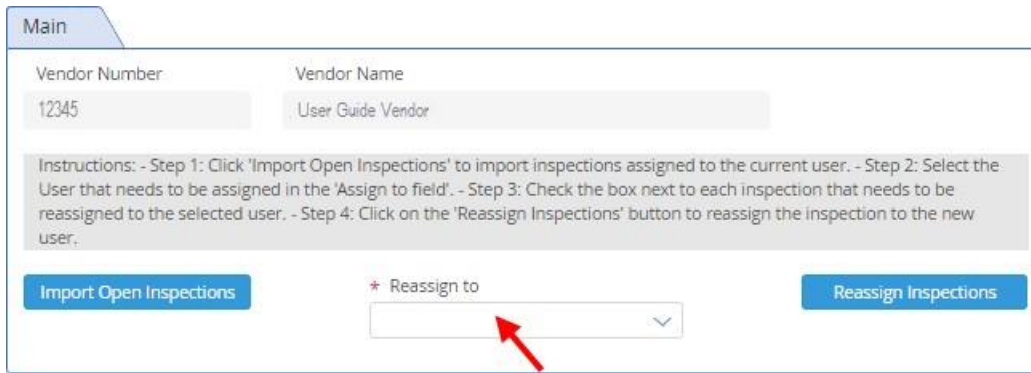 Main
Vendor Number
Vendor Name
12345
User Guide Vendor
Instructions: - Step 1: Click 'Import Open Inspections' to import inspections assigned to the current user. - Step 2: Select the
User that needs to be assigned in the 'Assign to field'. - Step 3: Check the box next to each inspection that needs to be
reassigned to the selected user. - Step 4: Click on the 'Reassign Inspections' button to reassign the inspection to the new
user.
Import Open Inspections
* Reassign to
Reassign Inspections